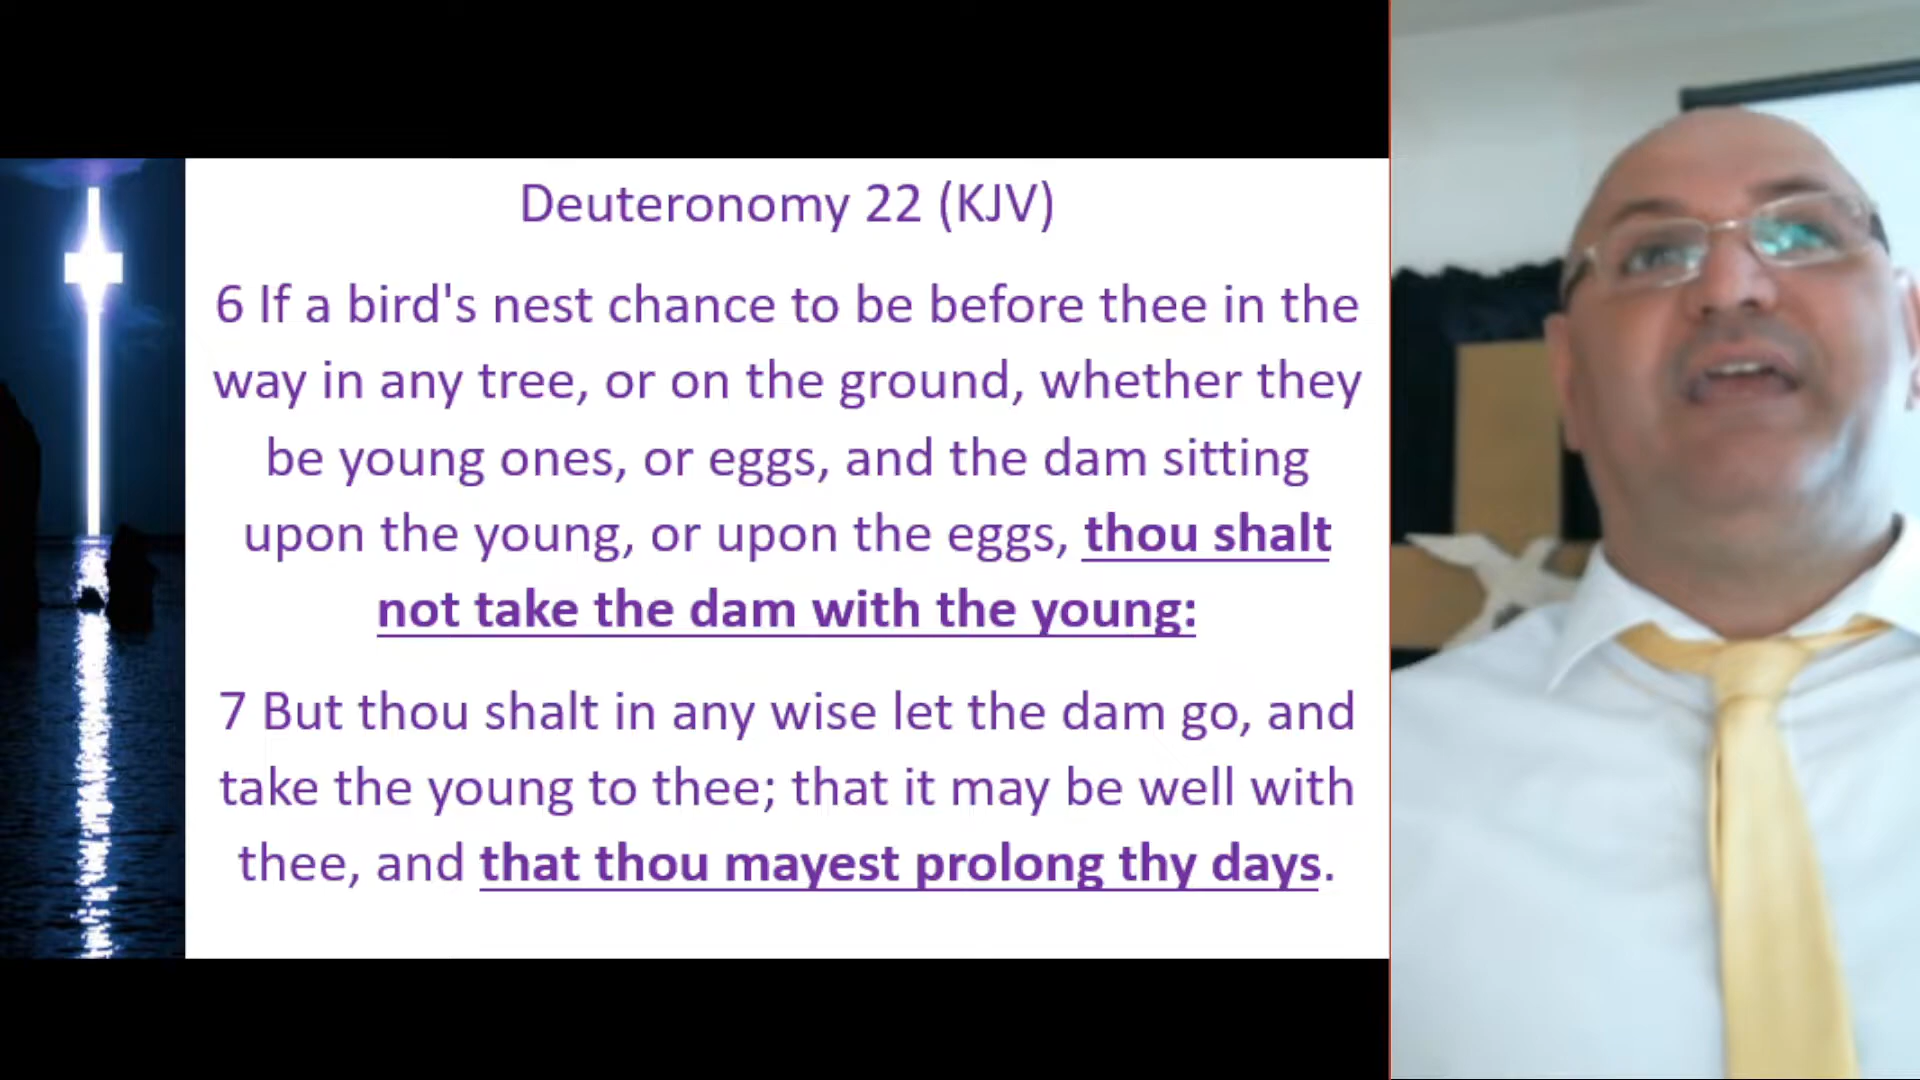 Deuteronomy 22 (KJV)
6 If a bird's nest chance to be before thee in the
way in any tree, or on the ground, whether they
be young ones, or eggs, and the dam sitting
upon the young, or upon the eggs, thou shalt
not take the dam with the young:
7 But thou shalt in any wise let the dam go, and
take the young to thee; that it may be well with
thee, and that thou mayest prolong thy days.